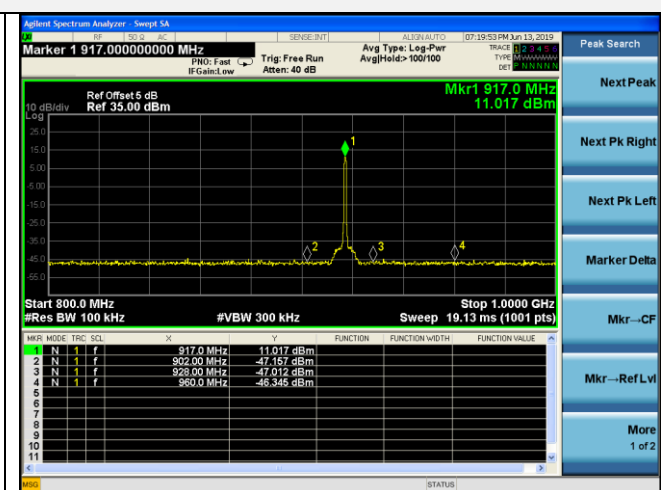 Agilent Spectrum Analyzer - Swept SA
RF 50 Ω AC SENSE:INT ALIGN AUTO 07:19:53 PM Jun 13, 2019
Marker 1 917.000000000 MHz
PNO: Fast Trig: Free Run Avg Type: Log-Pwr TRACE 1 2 3 4 5 6
IFGain:Low Atten: 40 dB Avg|Hold:>100/100 TYPE M
DET P N N N N N
Peak Search
Next Peak
Next Pk Right
Next Pk Left
Marker Delta
Mkr→CF
Mkr→Ref Lvl
More
1 of 2
Ref Offset 5 dB Mkr1 917.0 MHz
10 dB/div Ref 35.00 dBm 11.017 dBm
Log
25.0
15.0
5.00
-5.00
-15.0
-25.0
-35.0
-45.0
-55.0
1
2
3
4
Start 800.0 MHz Stop 1.0000 GHz
#Res BW 100 kHz #VBW 300 kHz Sweep 19.13 ms (1001 pts)
MKR MODE TRC SCL X Y FUNCTION FUNCTION WIDTH FUNCTION VALUE
1 N 1 f 917.0 MHz 11.017 dBm
2 N 1 f 902.00 MHz -47.157 dBm
3 N 1 f 928.00 MHz -47.012 dBm
4 N 1 f 960.0 MHz -46.345 dBm
5
6
7
8
9
10
11
MSG STATUS